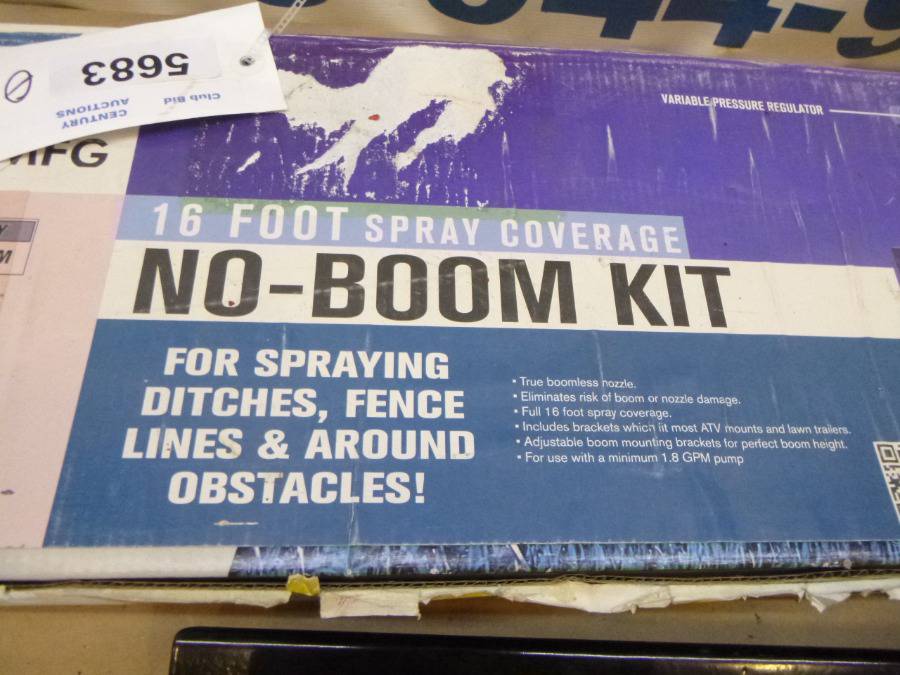 5683
Club Bid
CENTURY
AUCTIONS
MFG
VARIABLE PRESSURE REGULATOR
16 FOOT SPRAY COVERAGE
NO-BOOM KIT
FOR SPRAYING
DITCHES, FENCE
LINES & AROUND
OBSTACLES!
• True boomless nozzle.
• Eliminates risk of boom or nozzle damage.
• Full 16 foot spray coverage.
• Includes brackets which fit most ATV mounts and lawn trailers.
• Adjustable boom mounting brackets for perfect boom height.
• For use with a minimum 1.8 GPM pump